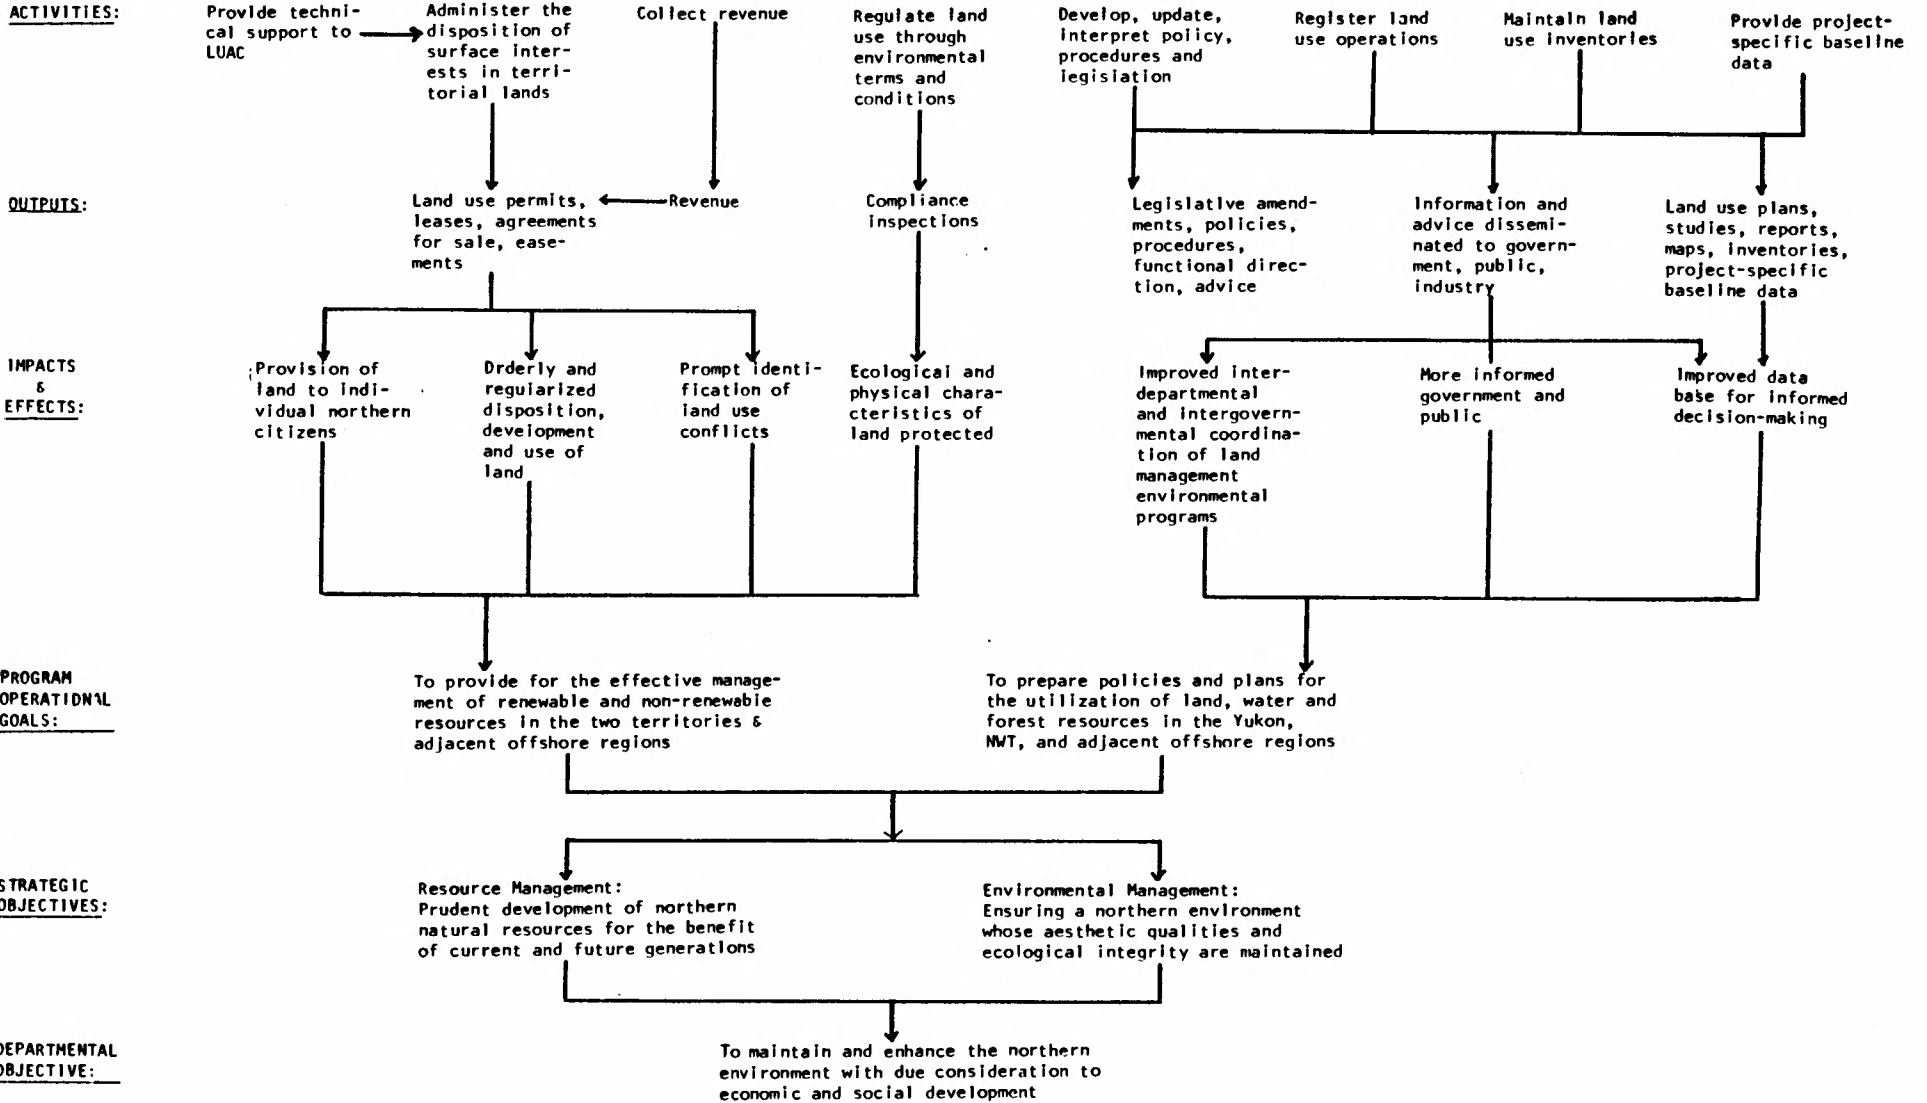 ACTIVITIES:
Provide techni-
cal support to
LUAC
Administer the
disposition of
surface inter-
ests in terri-
torial lands
Collect revenue
Regulate land
use through
environmental
terms and
conditions
Develop, update,
interpret policy,
procedures and
legislation
Register land
use operations
Maintain land
use inventories
Provide project-
specific baseline
data
OUTPUTS:
Land use permits,
leases, agreements
for sale, ease-
ments
Revenue
Compliance
inspections
Legislative amend-
ments, policies,
procedures,
functional direc-
tion, advice
Information and
advice dissemi-
nated to govern-
ment, public,
industry
Land use plans,
studies, reports,
maps, inventories,
project-specific
baseline data
IMPACTS
&
EFFECTS:
Provision of
land to indi-
vidual northern
citizens
Orderly and
regularized
disposition,
development
and use of
land
Prompt identi-
fication of
land use
conflicts
Ecological and
physical chara-
cteristics of
land protected
Improved inter-
departmental
and intergovern-
mental coordina-
tion of land
management
environmental
programs
More informed
government and
public
Improved data
base for informed
decision-making
PROGRAM
OPERATIONAL
GOALS:
To provide for the effective manage-
ment of renewable and non-renewable
resources in the two territories &
adjacent offshore regions
To prepare policies and plans for
the utilization of land, water and
forest resources in the Yukon,
NWT, and adjacent offshore regions
STRATEGIC
OBJECTIVES:
Resource Management:
Prudent development of northern
natural resources for the benefit
of current and future generations
Environmental Management:
Ensuring a northern environment
whose aesthetic qualities and
ecological integrity are maintained
DEPARTMENTAL
OBJECTIVE:
To maintain and enhance the northern
environment with due consideration to
economic and social development